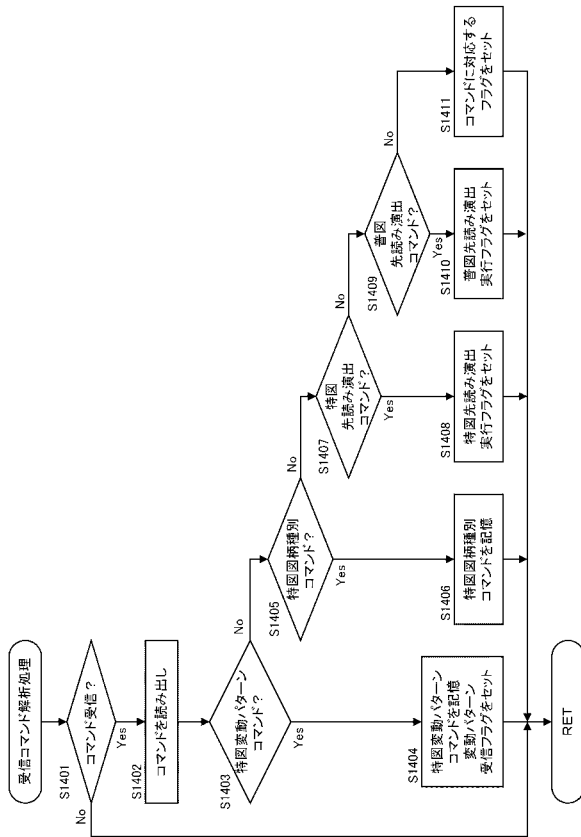 受信コマンド解析処理
S1401
コマンド受信？
No
Yes
S1402
コマンドを読み出し
S1403
特図変動パターン
コマンド？
No
Yes
S1404
特図変動パターン
コマンドを記憶
変動パターン
受信フラグをセット
S1405
特図図柄種別
コマンド？
No
Yes
S1406
特図図柄種別
コマンドを記憶
S1407
特図
先読み演出
コマンド？
No
Yes
S1408
特図先読み演出
実行フラグをセット
S1409
普図
先読み演出
コマンド？
No
Yes
S1410
普図先読み演出
実行フラグをセット
S1411
コマンドに対応する
フラグをセット
RET